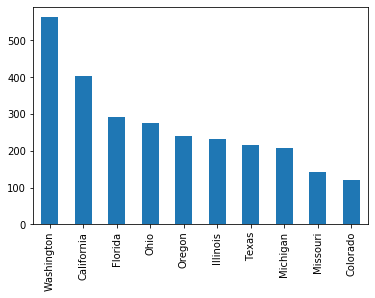 500
400
300
200
100
0
Washington
California
Florida
Ohio
Oregon
Illinois
Texas
Michigan
Missouri
Colorado